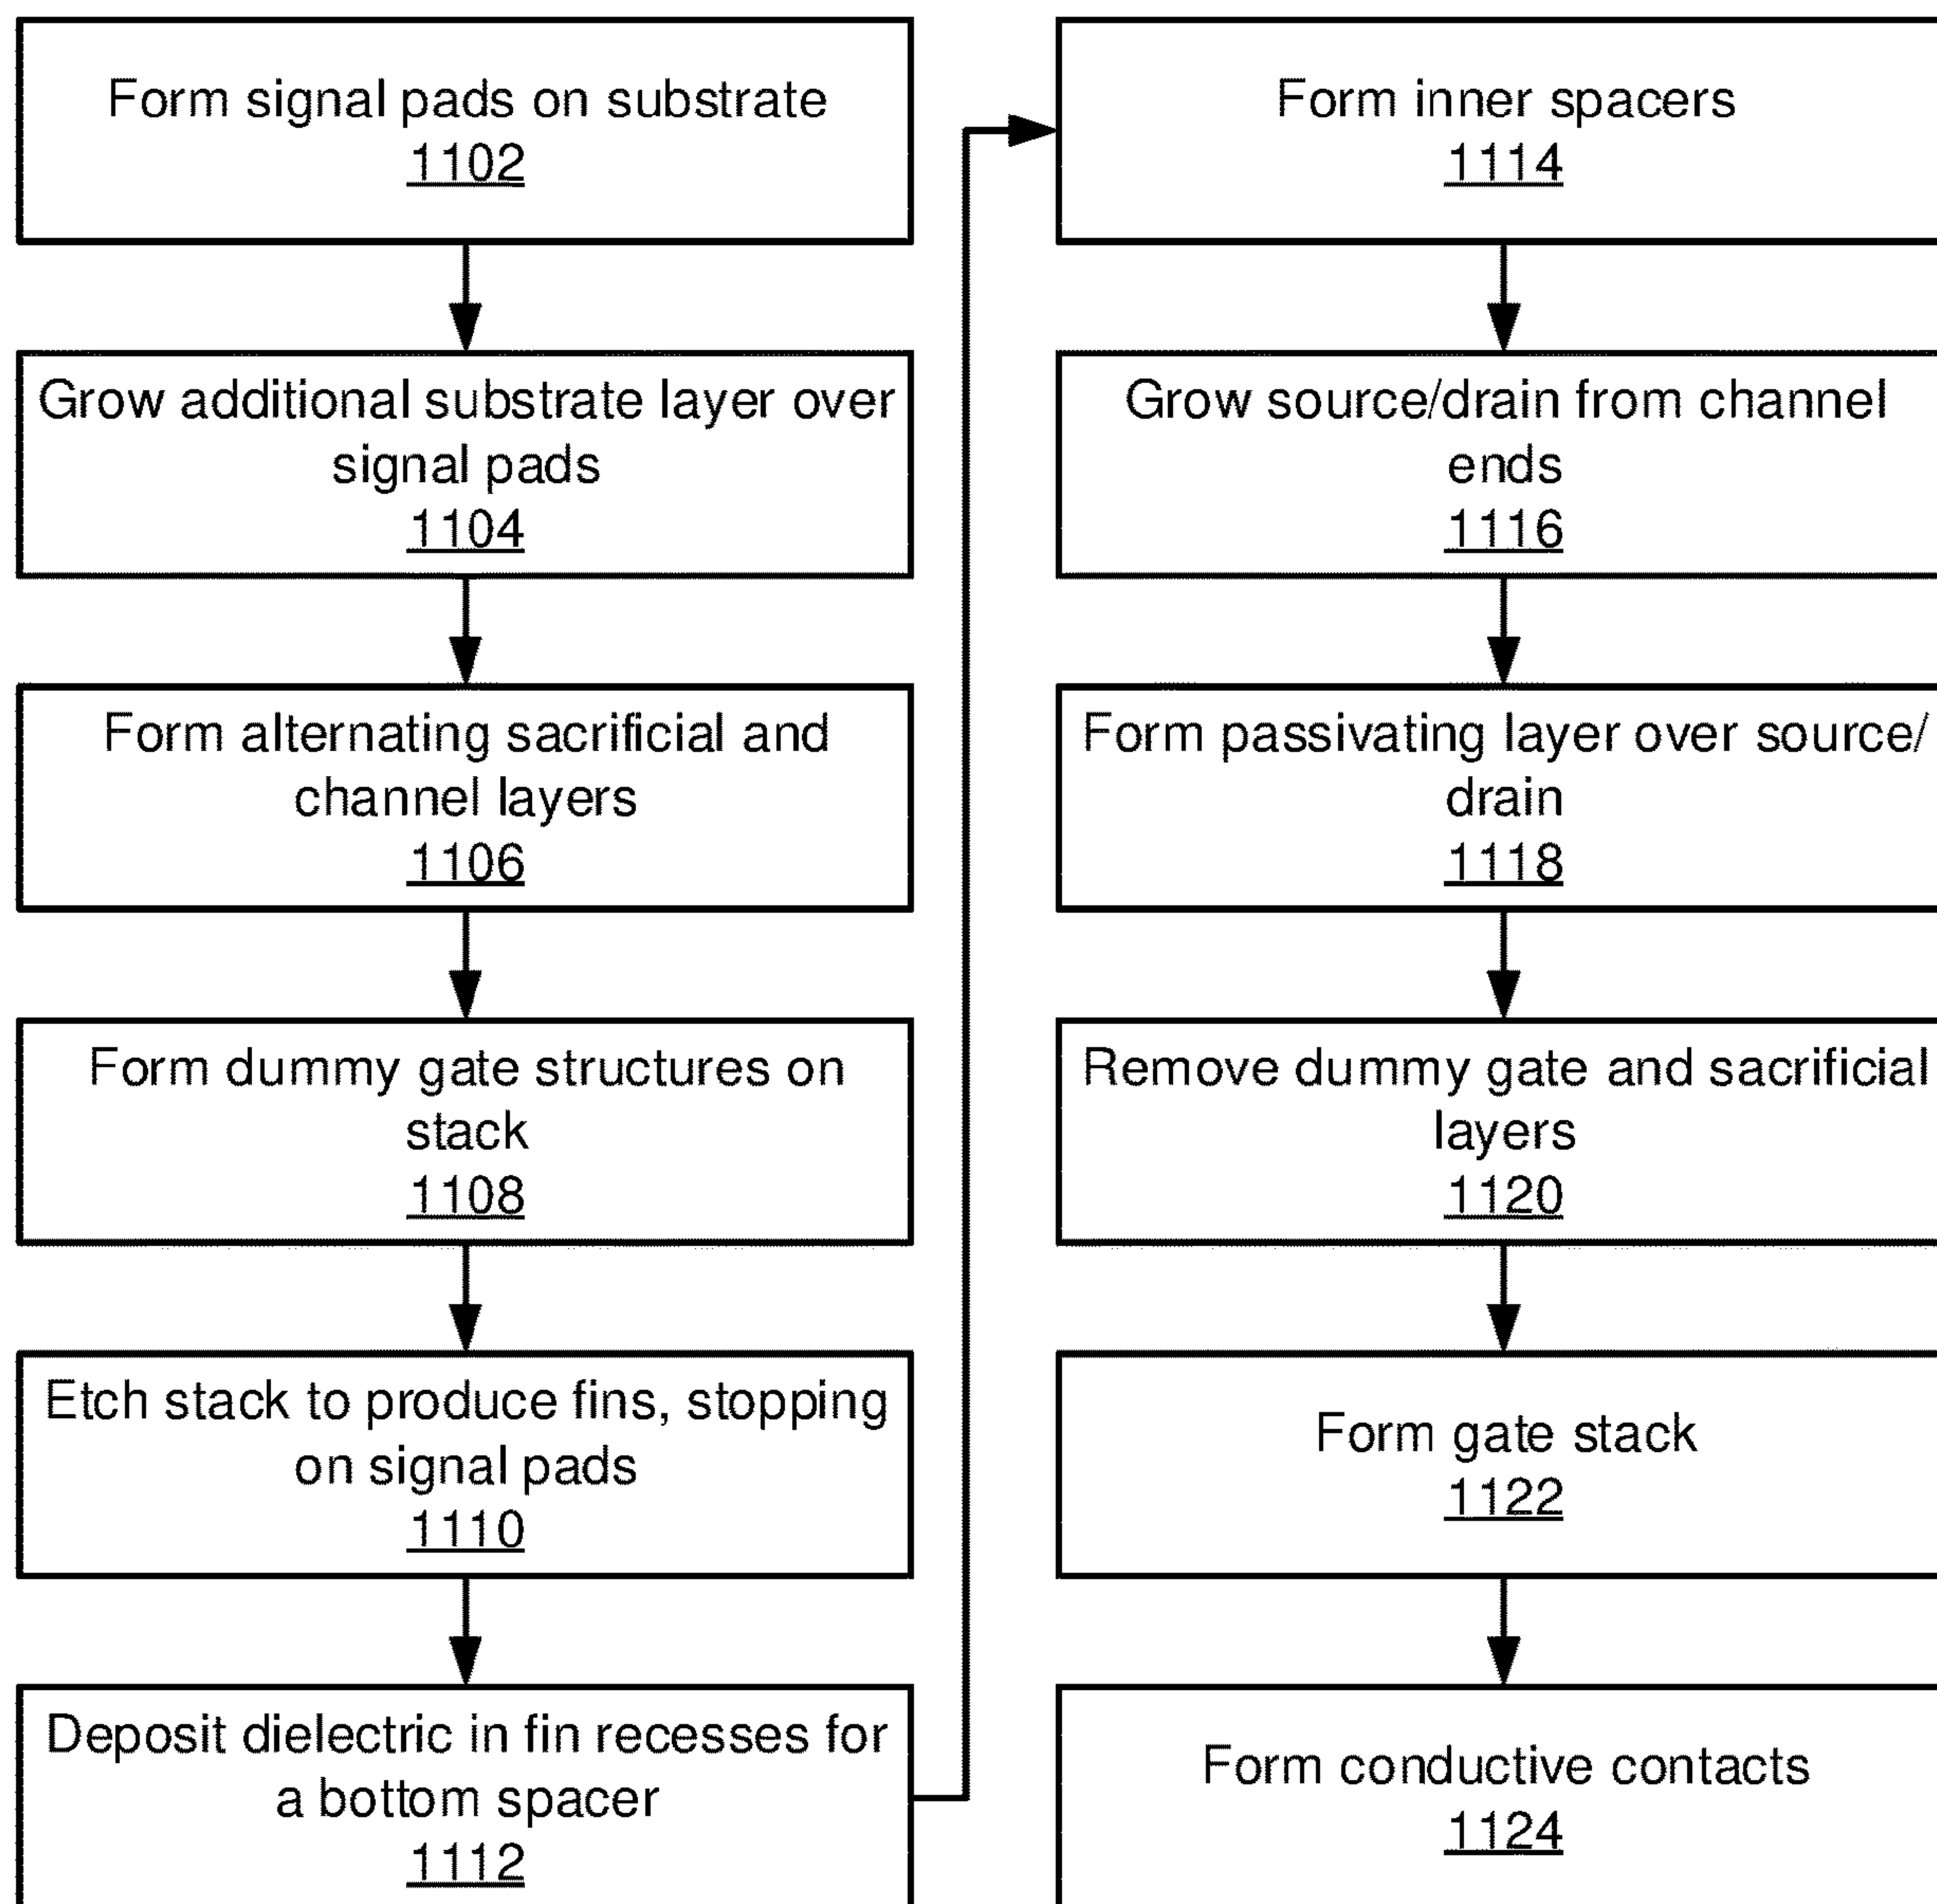 Form signal pads on substrate
1102
Grow additional substrate layer over
signal pads
1104
Form alternating sacrificial and
channel layers
1106
Form dummy gate structures on
stack
1108
Etch stack to produce fins, stopping
on signal pads
1110
Deposit dielectric in fin recesses for
a bottom spacer
1112
Form inner spacers
1114
Grow source/drain from channel
ends
1116
Form passivating layer over source/
drain
1118
Remove dummy gate and sacrificial
layers
1120
Form gate stack
1122
Form conductive contacts
1124